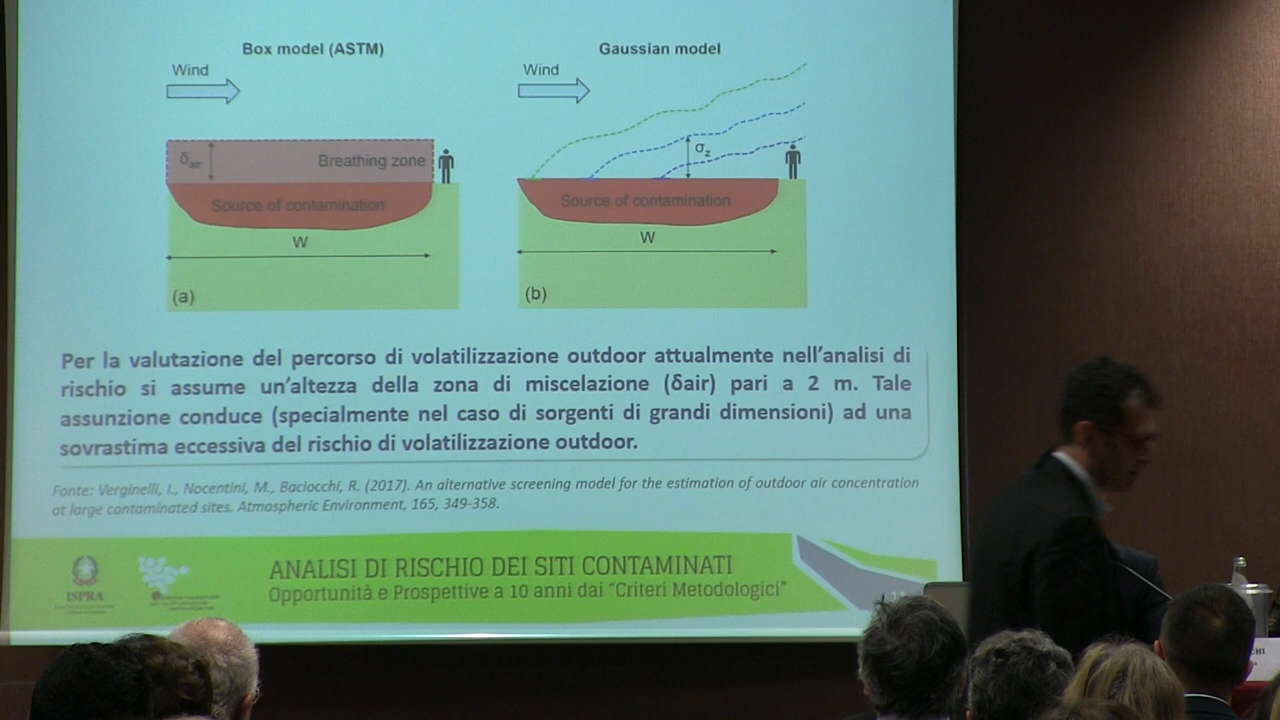 Box model (ASTM)
Gaussian model
Wind
Wind
δair
Breathing zone
σz
Source of contamination
Source of contamination
W
W
(a)
(b)
Per la valutazione del percorso di volatilizzazione outdoor attualmente nell'analisi di
rischio si assume un'altezza della zona di miscelazione (δair) pari a 2 m. Tale
assunzione conduce (specialmente nel caso di sorgenti di grandi dimensioni) ad una
sovrastima eccessiva del rischio di volatilizzazione outdoor.
Fonte: Verginelli, I., Nocentini, M., Baciocchi, R. (2017). An alternative screening model for the estimation of outdoor air concentration
at large contaminated sites. Atmospheric Environment, 165, 349-358.
ANALISI DI RISCHIO DEI SITI CONTAMINATI
Opportunità e Prospettive a 10 anni dai "Criteri Metodologici"
ISPRA